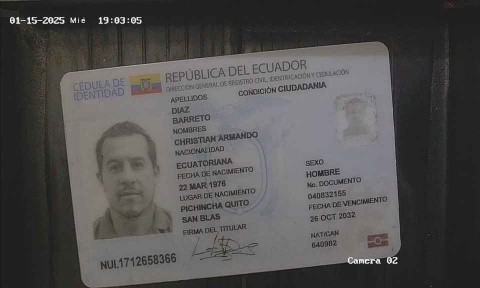 01-15-2025 Mié 19:03:05
CÉDULA DE
IDENTIDAD
REPÚBLICA DEL ECUADOR
DIRECCIÓN GENERAL DE REGISTRO CIVIL, IDENTIFICACIÓN Y CEDULACIÓN
APELLIDOS
CONDICIÓN CIUDADANÍA
DIAZ
BARRETO
NOMBRES
CHRISTIAN ARMANDO
NACIONALIDAD
ECUATORIANA
FECHA DE NACIMIENTO
22 MAR 1976
LUGAR DE NACIMIENTO
PICHINCHA QUITO
SAN BLAS
FIRMA DEL TITULAR
SEXO
HOMBRE
No. DOCUMENTO
040832155
FECHA DE VENCIMIENTO
26 OCT 2032
NAT/CAN
640982
NUI.1712658366
Camera 02